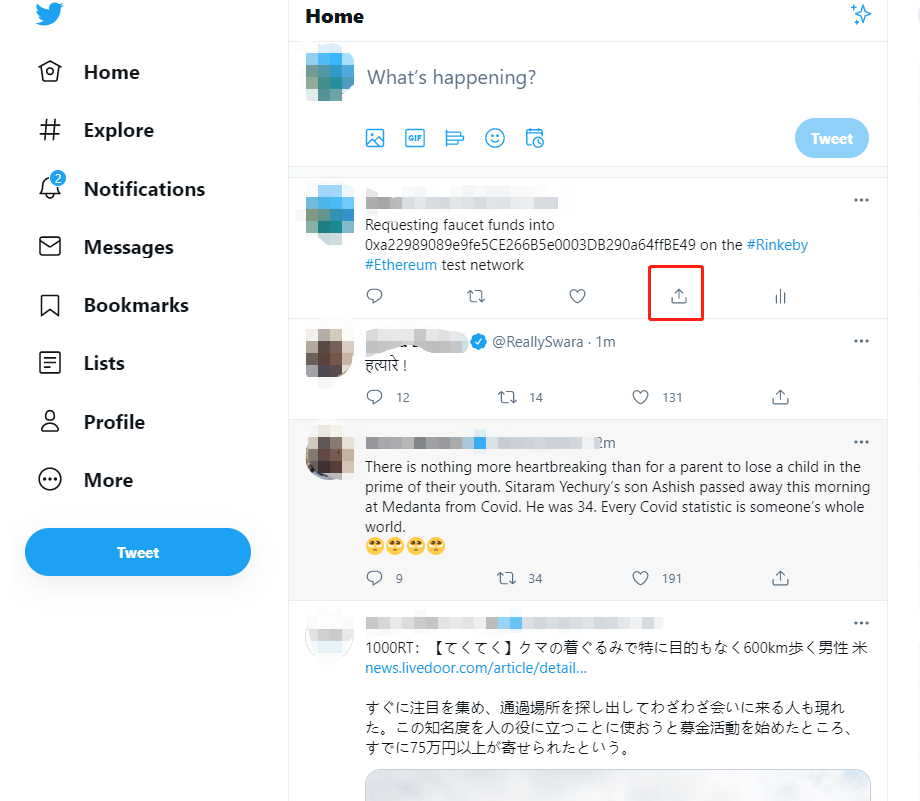 Home
Explore
Notifications
2
Messages
Bookmarks
Lists
Profile
More
Tweet
Home
What's happening?
GIF
Tweet
Requesting faucet funds into
0xa22989089e9fe5CE266B5e0003DB290a64ffBE49 on the #Rinkeby
#Ethereum test network
@ReallySwara · 1m
हत्यारे !
12 14 131
2m
There is nothing more heartbreaking than for a parent to lose a child in the
prime of their youth. Sitaram Yechury's son Ashish passed away this morning
at Medanta from Covid. He was 34. Every Covid statistic is someone's whole
world.
🥺🥺🥺🥺
9 34 191
1000RT：【てくてく】クマの着ぐるみで特に目的もなく600km歩く男性 米
news.livedoor.com/article/detail...
すぐに注目を集め、通過場所を探し出してわざわざ会いに来る人も現れ
た。この知名度を人の役に立つことに使おうと募金活動を始めたところ、
すでに75万円以上が寄せられたという。